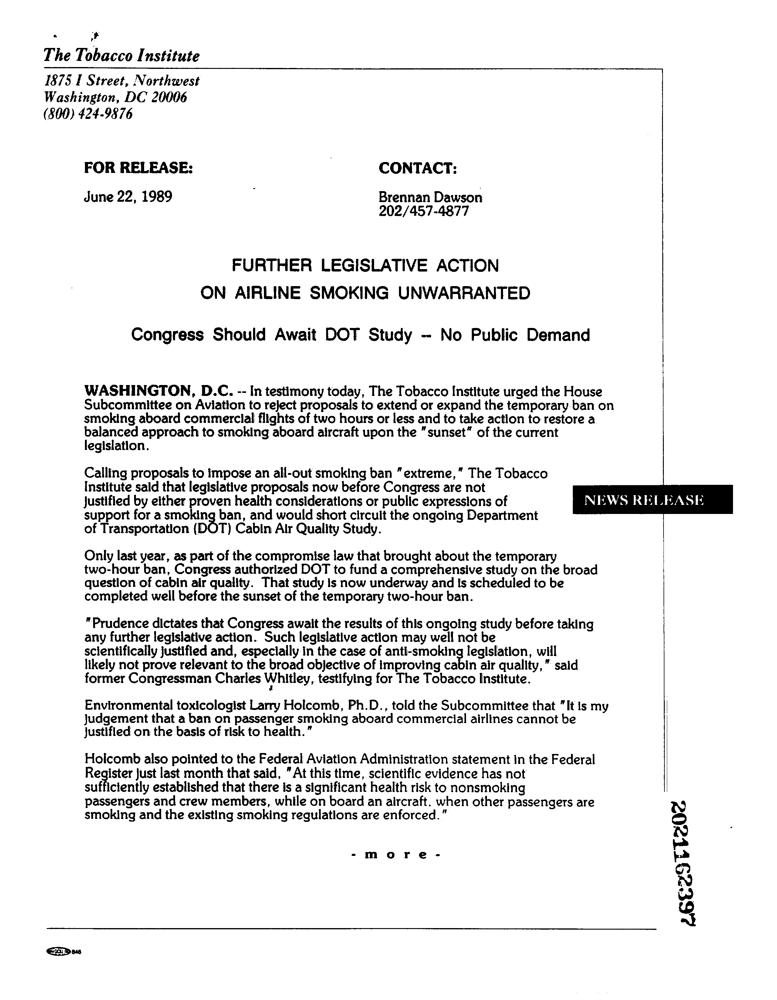 The Tobacco Institute
1875 I Street, Northwest
Washington, DC 20006
(800) 424-9876
FOR RELEASE:
CONTACT:
June 22, 1989
Brennan Dawson
202/457-4877
FURTHER LEGISLATIVE ACTION
ON AIRLINE SMOKING UNWARRANTED
Congress Should Await DOT Study -- No Public Demand
WASHINGTON, D.C. -- In testimony today, The Tobacco Institute urged the House
Subcommittee on Aviation to reject proposals to extend or expand the temporary ban on
smoking aboard commercial flights of two hours or less and to take action to restore a
balanced approach to smoking aboard aircraft upon the "sunset" of the current
legislation.
Calling proposals to impose an all-out smoking ban "extreme," The Tobacco
Institute said that legislative proposals now before Congress are not
justified by either proven health considerations or public expressions of
support for a smoking ban, and would short circuit the ongoing Department
of Transportation (DOT) Cabin Air Quality Study.
NEWS RELEASE
Only last year, as part of the compromise law that brought about the temporary
two-hour ban, Congress authorized DOT to fund a comprehensive study on the broad
question of cabin air quality. That study is now underway and is scheduled to be
completed well before the sunset of the temporary two-hour ban.
"Prudence dictates that Congress await the results of this ongoing study before taking
any further legislative action. Such legislative action may well not be
scientifically justified and, especially in the case of anti-smoking legislation, will
likely not prove relevant to the broad objective of improving cabin air quality," said
former Congressman Charles Whitley, testifying for The Tobacco Institute.
Environmental toxicologist Larry Holcomb, Ph.D., told the Subcommittee that "It is my
judgement that a ban on passenger smoking aboard commercial airlines cannot be
justified on the basis of risk to health."
Holcomb also pointed to the Federal Aviation Administration statement in the Federal
Register just last month that said, "At this time, scientific evidence has not
sufficiently established that there is a significant health risk to nonsmoking
passengers and crew members, while on board an aircraft, when other passengers are
smoking and the existing smoking regulations are enforced."
- m o r e -
2021162397